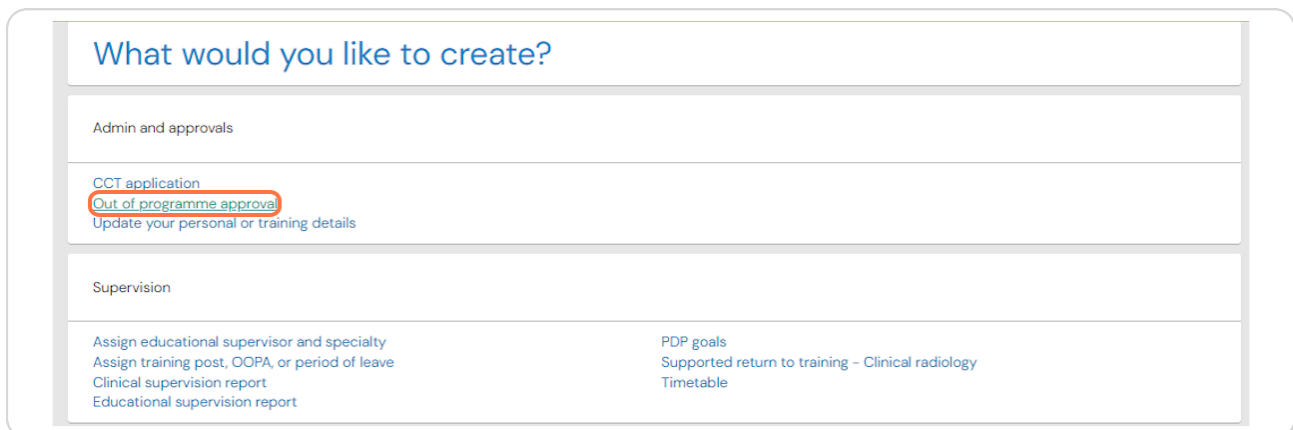 What would you like to create?
Admin and approvals
CCT application
Out of programme approval
Update your personal or training details
Supervision
Assign educational supervisor and specialty
Assign training post, OOPA, or period of leave
Clinical supervision report
Educational supervision report
PDP goals
Supported return to training - Clinical radiology
Timetable